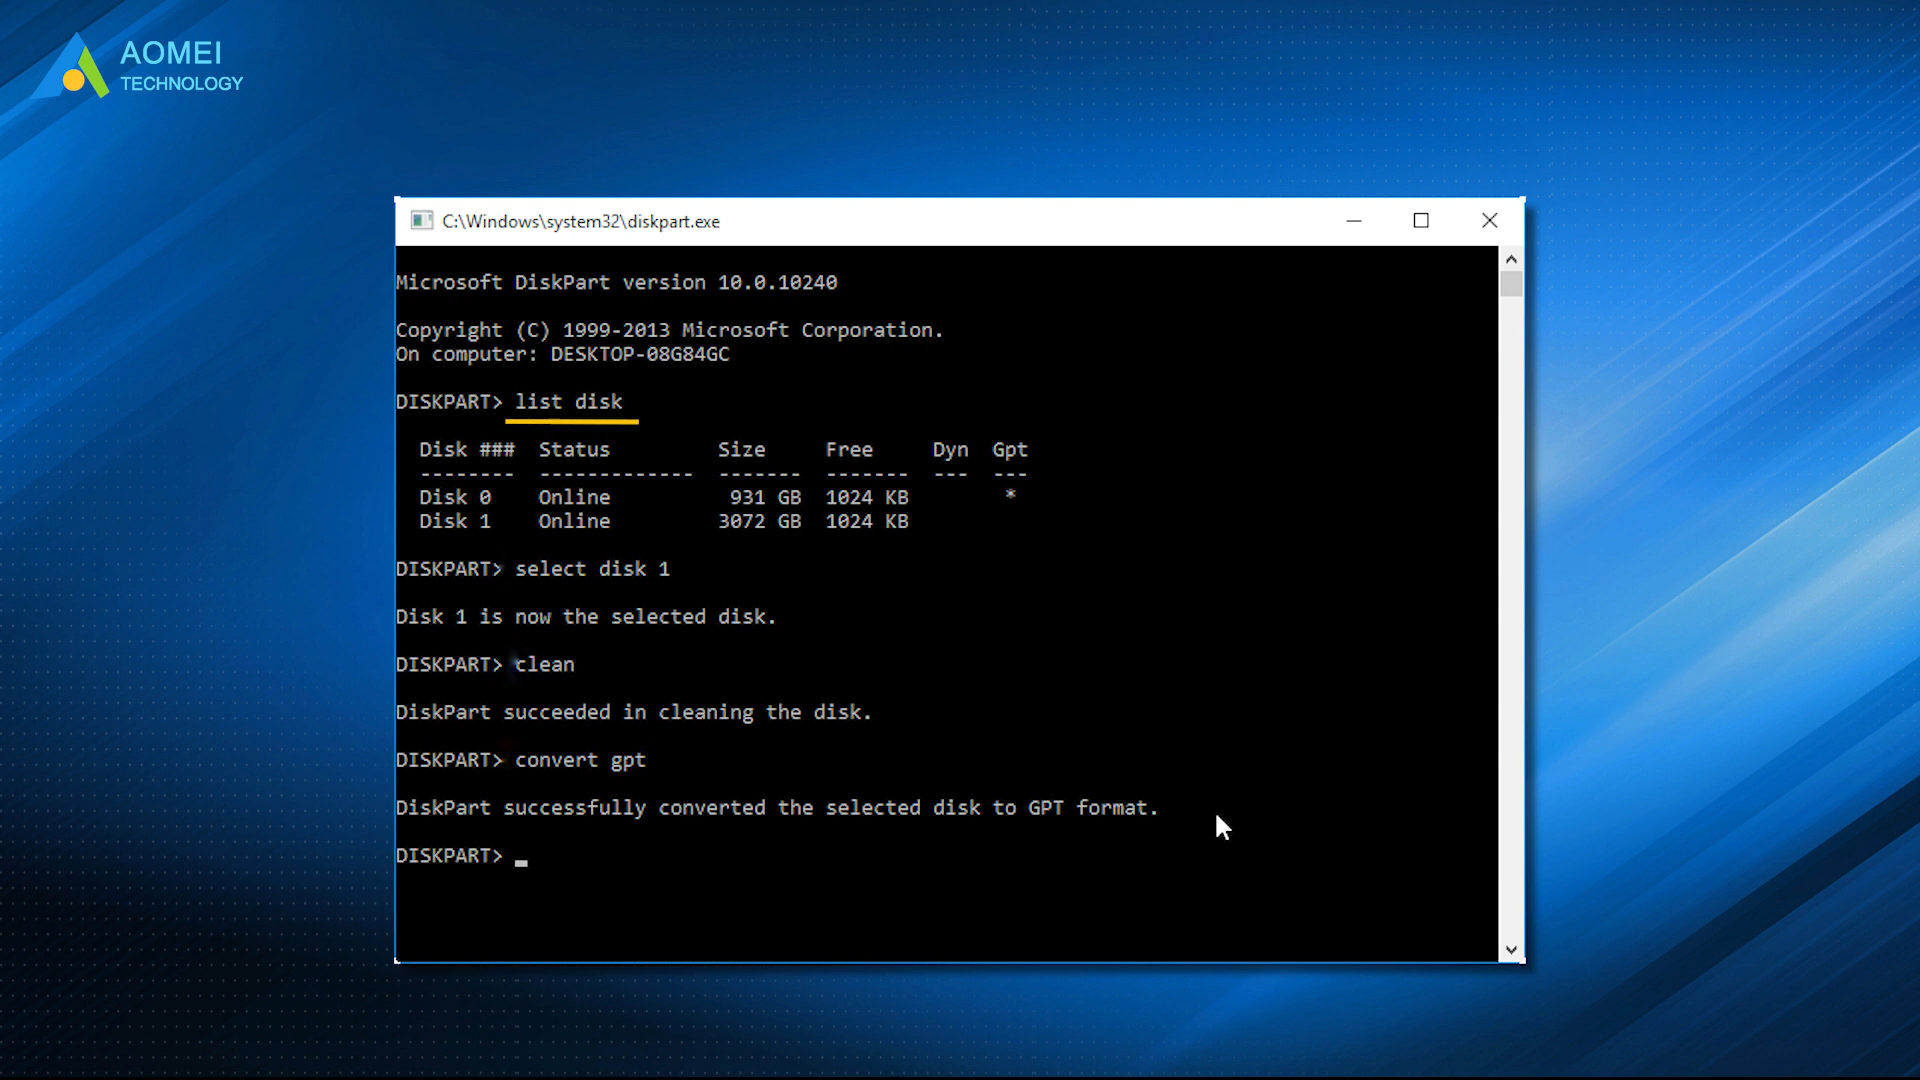 AOMEI
TECHNOLOGY
C:\Windows\system32\diskpart.exe
Microsoft DiskPart version 10.0.10240
Copyright (C) 1999-2013 Microsoft Corporation.
On computer: DESKTOP-08G84GC
DISKPART> list disk
Disk ### Status Size Free Dyn Gpt
-------- ------------- ------- ------- --- ---
Disk 0 Online 931 GB 1024 KB *
Disk 1 Online 3072 GB 1024 KB
DISKPART> select disk 1
Disk 1 is now the selected disk.
DISKPART> clean
DiskPart succeeded in cleaning the disk.
DISKPART> convert gpt
DiskPart successfully converted the selected disk to GPT format.
DISKPART> _